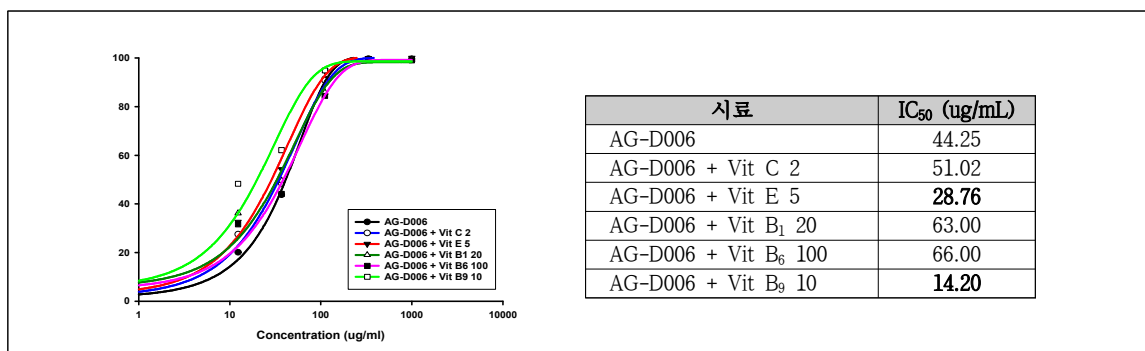 100
80
60
40
20
0
1 10 100 1000 10000
Concentration (ug/ml)
AG-D006
AG-D006 + Vit C 2
AG-D006 + Vit E 5
AG-D006 + Vit B1 20
AG-D006 + Vit B6 100
AG-D006 + Vit B9 10
시료 IC₅₀ (ug/mL)
AG-D006 44.25
AG-D006 + Vit C 2 51.02
AG-D006 + Vit E 5 28.76
AG-D006 + Vit B₁ 20 63.00
AG-D006 + Vit B₆ 100 66.00
AG-D006 + Vit B₉ 10 14.20